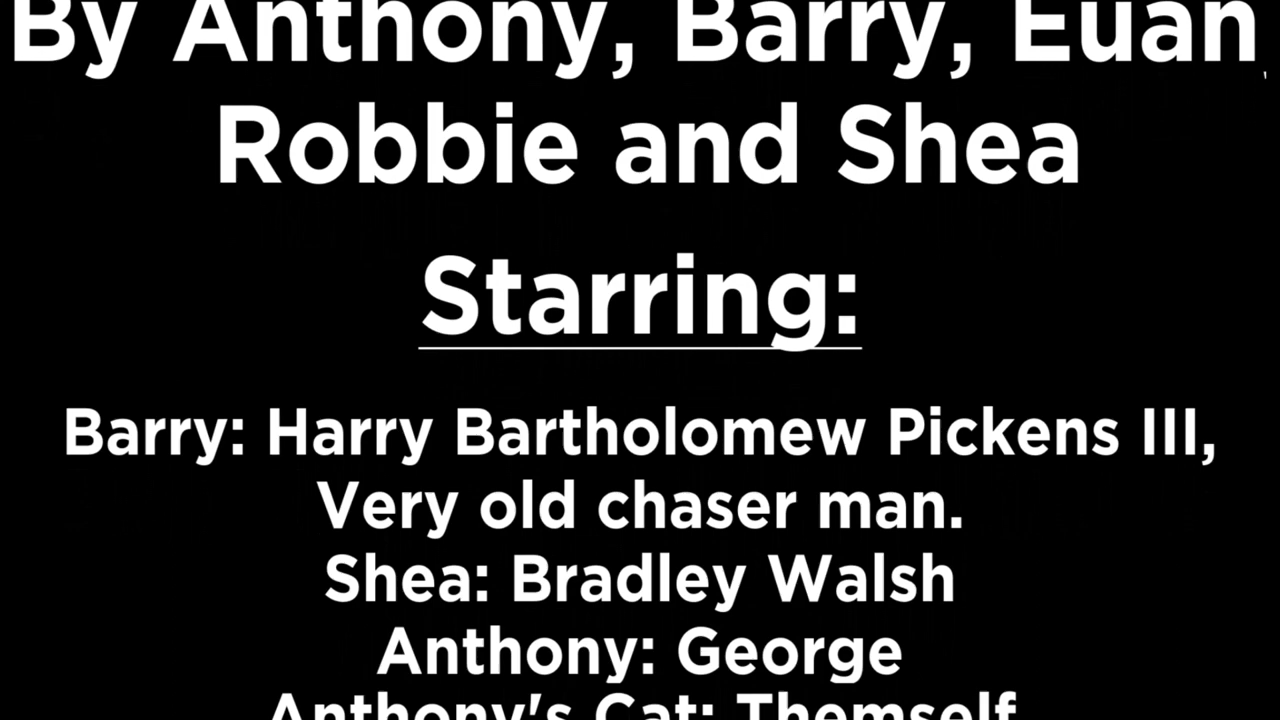 By Anthony, Barry, Euan,
Robbie and Shea
Starring:
Barry: Harry Bartholomew Pickens III,
Very old chaser man.
Shea: Bradley Walsh
Anthony: George
Anthony's Cat: Themself